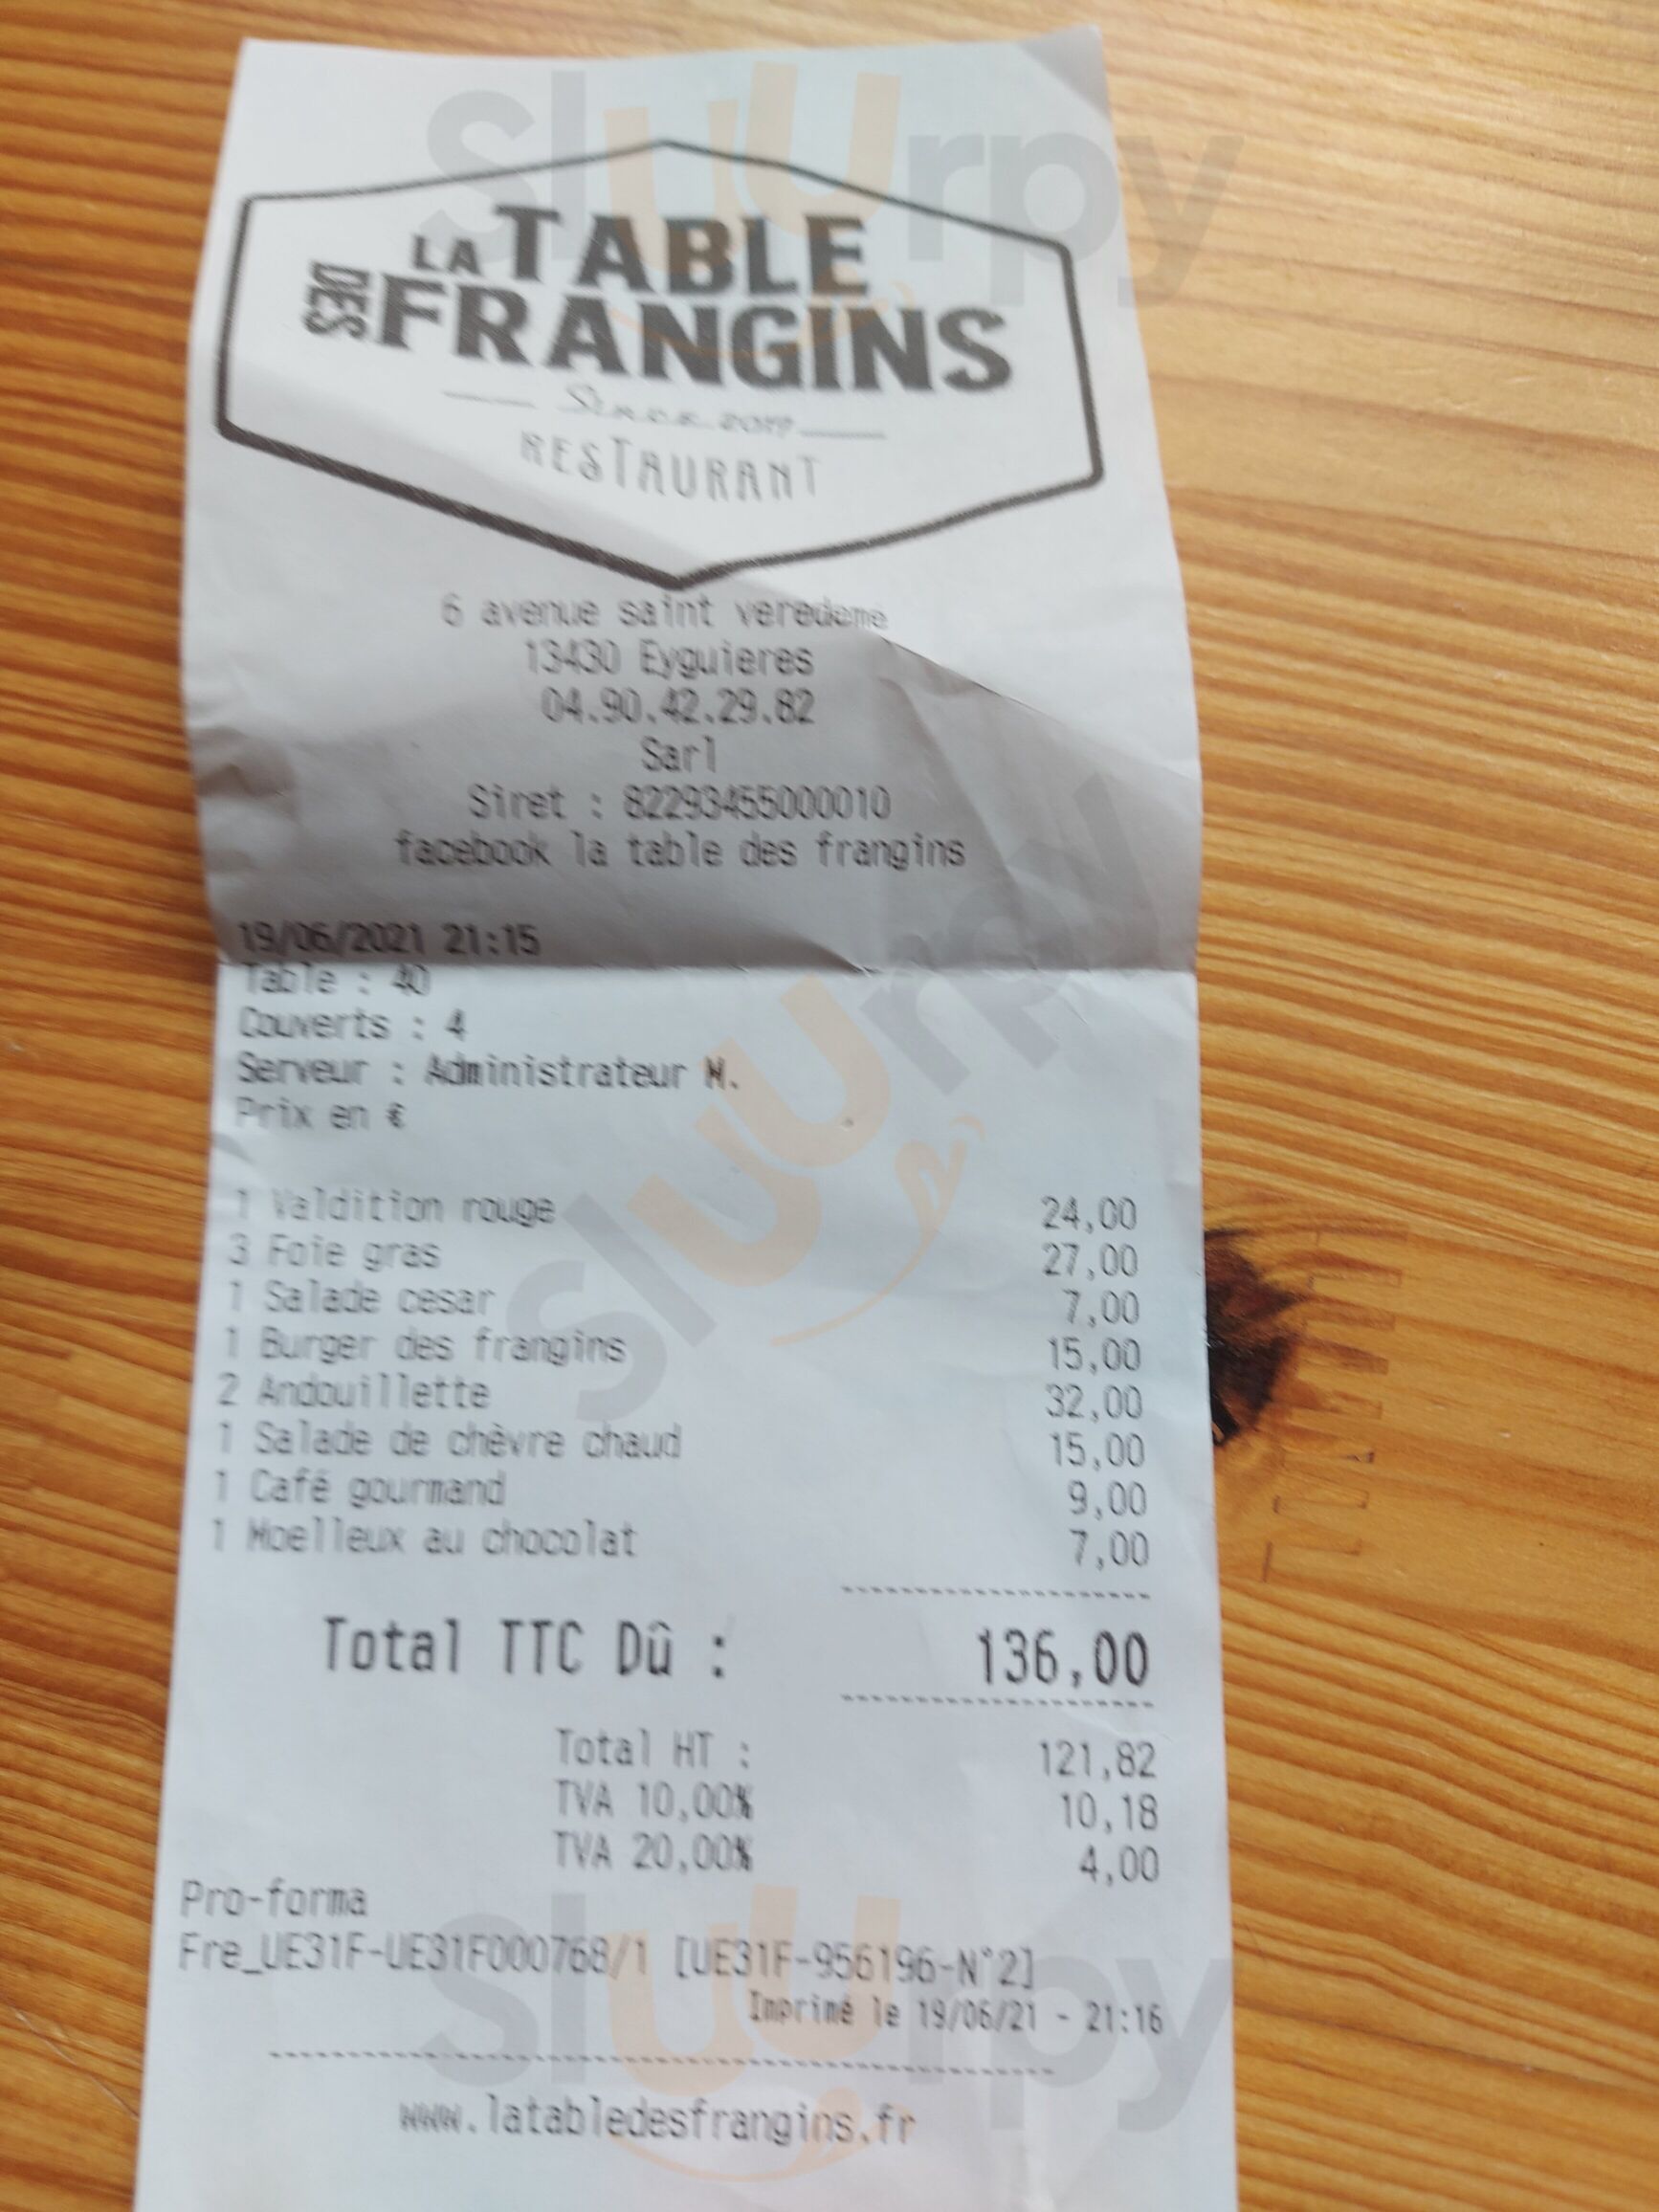 LA TABLE
DES FRANGINS
Since 2017
RESTAURANT
6 avenue saint veredeme
13430 Eyguieres
04.90.42.29.82
Sarl
Siret : 82293455000010
facebook la table des frangins
19/06/2021 21:15
Table : 40
Couverts : 4
Serveur : Administrateur M.
Prix en €
1 Valdition rouge 24,00
3 Foie gras 27,00
1 Salade cesar 7,00
1 Burger des frangins 15,00
2 Andouillette 32,00
1 Salade de chèvre chaud 15,00
1 Café gourmand 9,00
1 Moelleux au chocolat 7,00
Total TTC Dû : 136,00
Total HT : 121,82
TVA 10,00% 10,18
TVA 20,00% 4,00
Pro-forma
Fre_UE31F-UE31F000768/1 [UE31F-956196-N°2]
Imprimé le 19/06/21 - 21:16
www.latabledesfrangins.fr
sluurpy
sluurpy
sluurpy